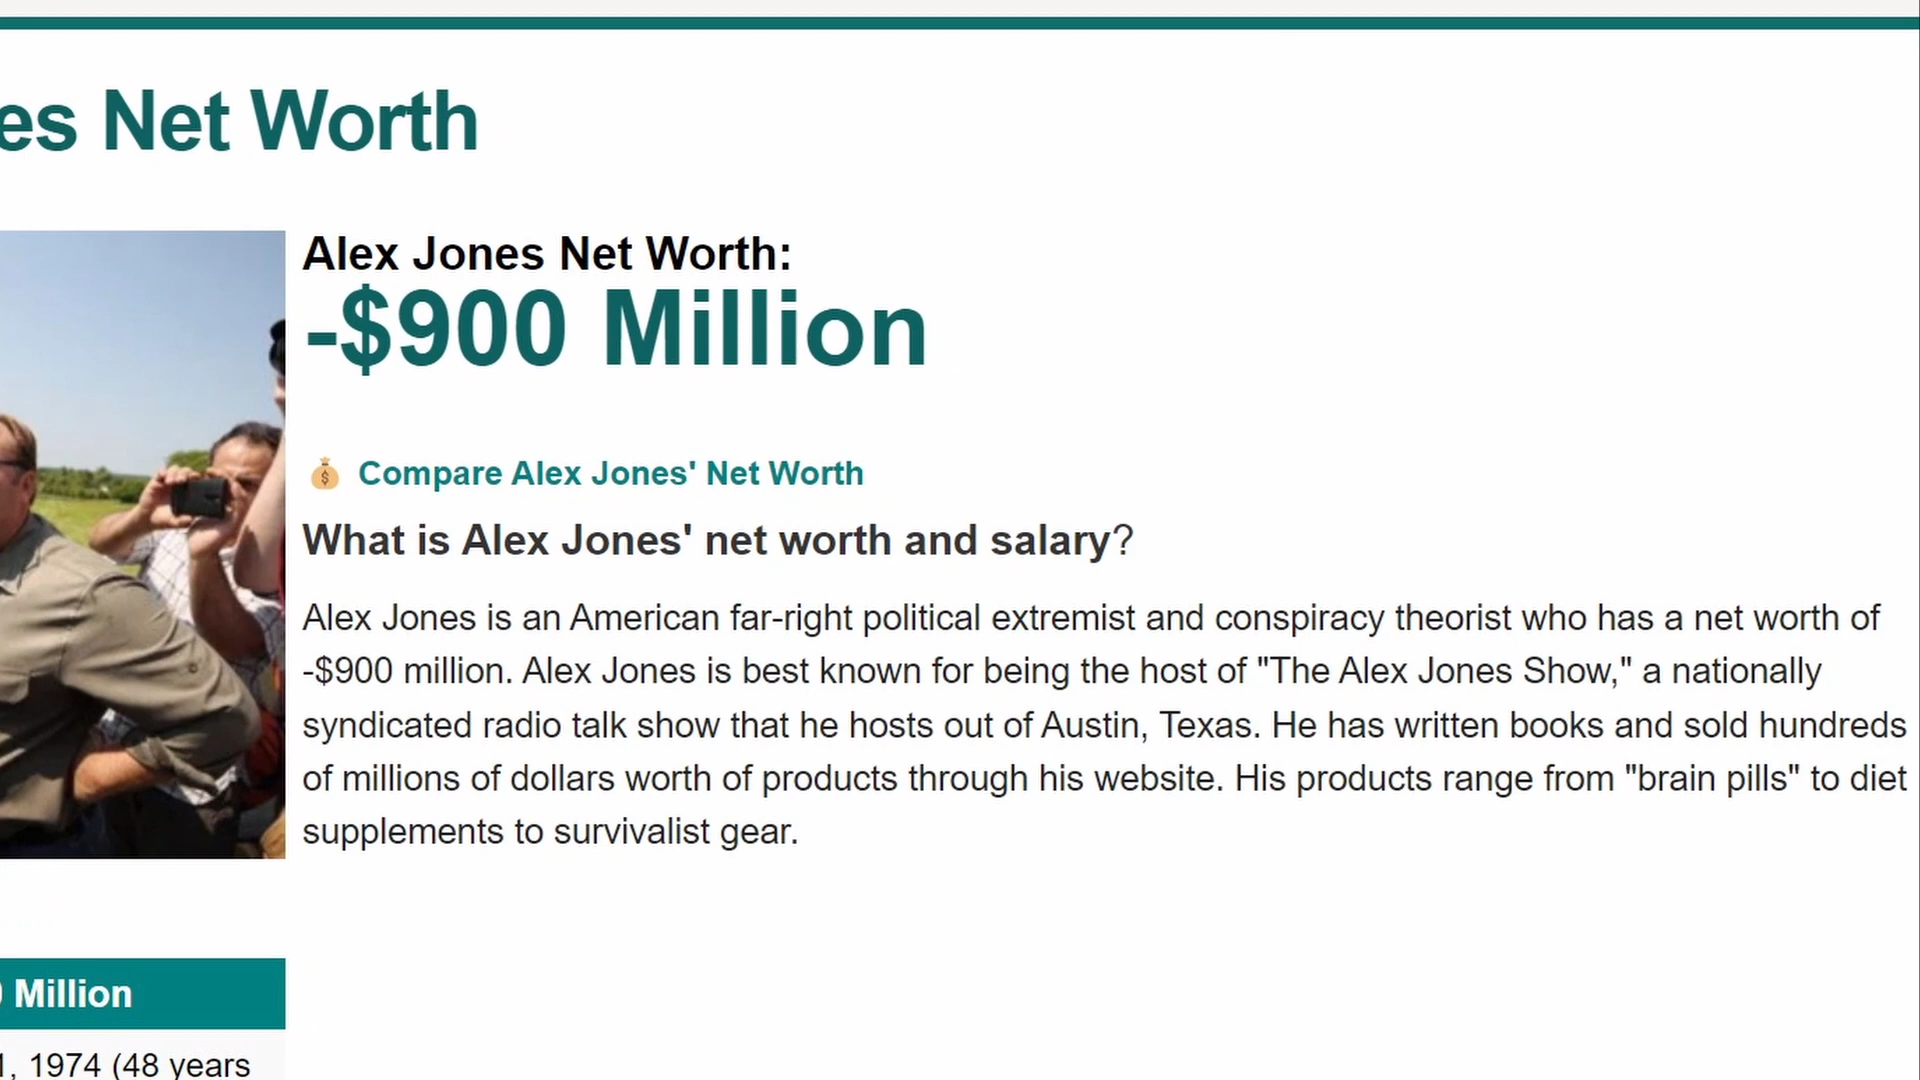 es Net Worth
Alex Jones Net Worth:
-$900 Million
Compare Alex Jones' Net Worth
What is Alex Jones' net worth and salary?
Alex Jones is an American far-right political extremist and conspiracy theorist who has a net worth of
-$900 million. Alex Jones is best known for being the host of "The Alex Jones Show," a nationally
syndicated radio talk show that he hosts out of Austin, Texas. He has written books and sold hundreds
of millions of dollars worth of products through his website. His products range from "brain pills" to diet
supplements to survivalist gear.
Million
1, 1974 (48 years